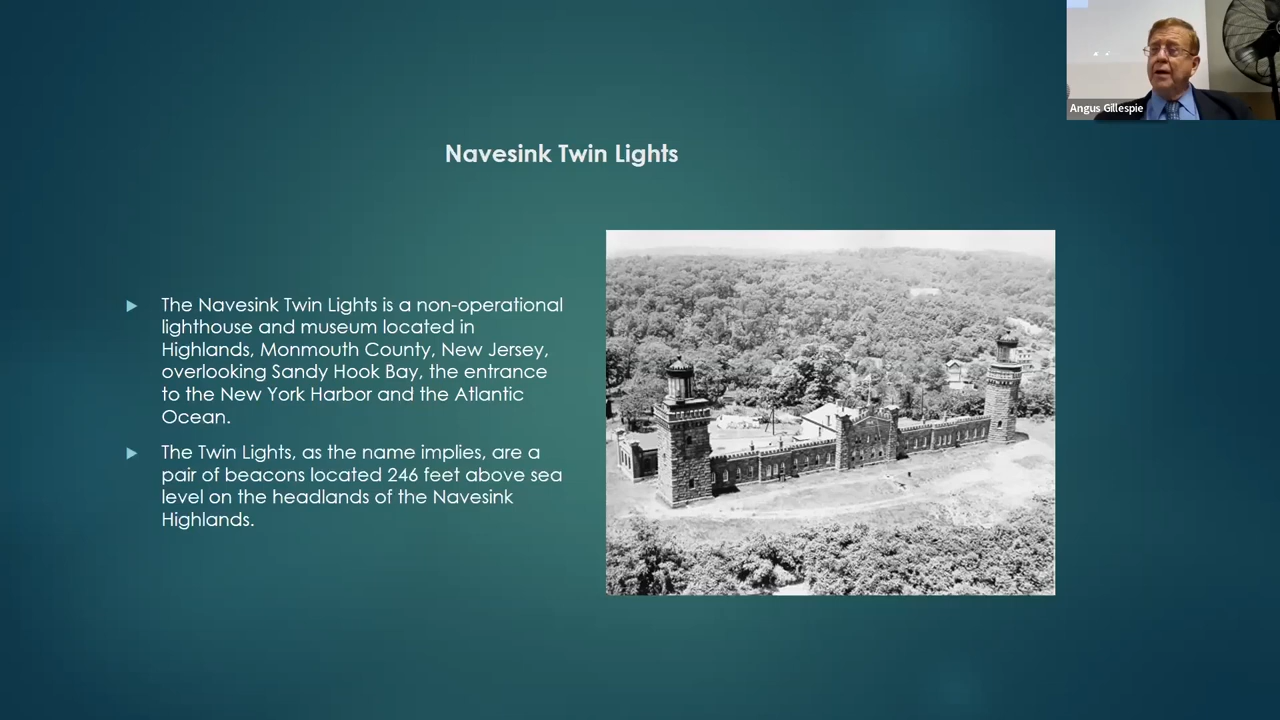 Angus Gillespie
Navesink Twin Lights
The Navesink Twin Lights is a non-operational
lighthouse and museum located in
Highlands, Monmouth County, New Jersey,
overlooking Sandy Hook Bay, the entrance
to the New York Harbor and the Atlantic
Ocean.
The Twin Lights, as the name implies, are a
pair of beacons located 246 feet above sea
level on the headlands of the Navesink
Highlands.